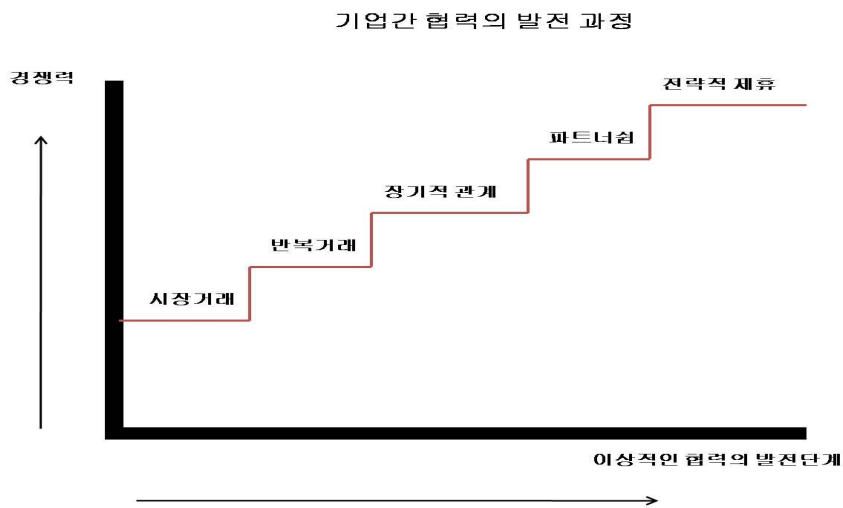 기업간 협력의 발전 과정
경쟁력
전략적 제휴
파트너쉽
장기적 관계
반복거래
시장거래
이상적인 협력의 발전단계